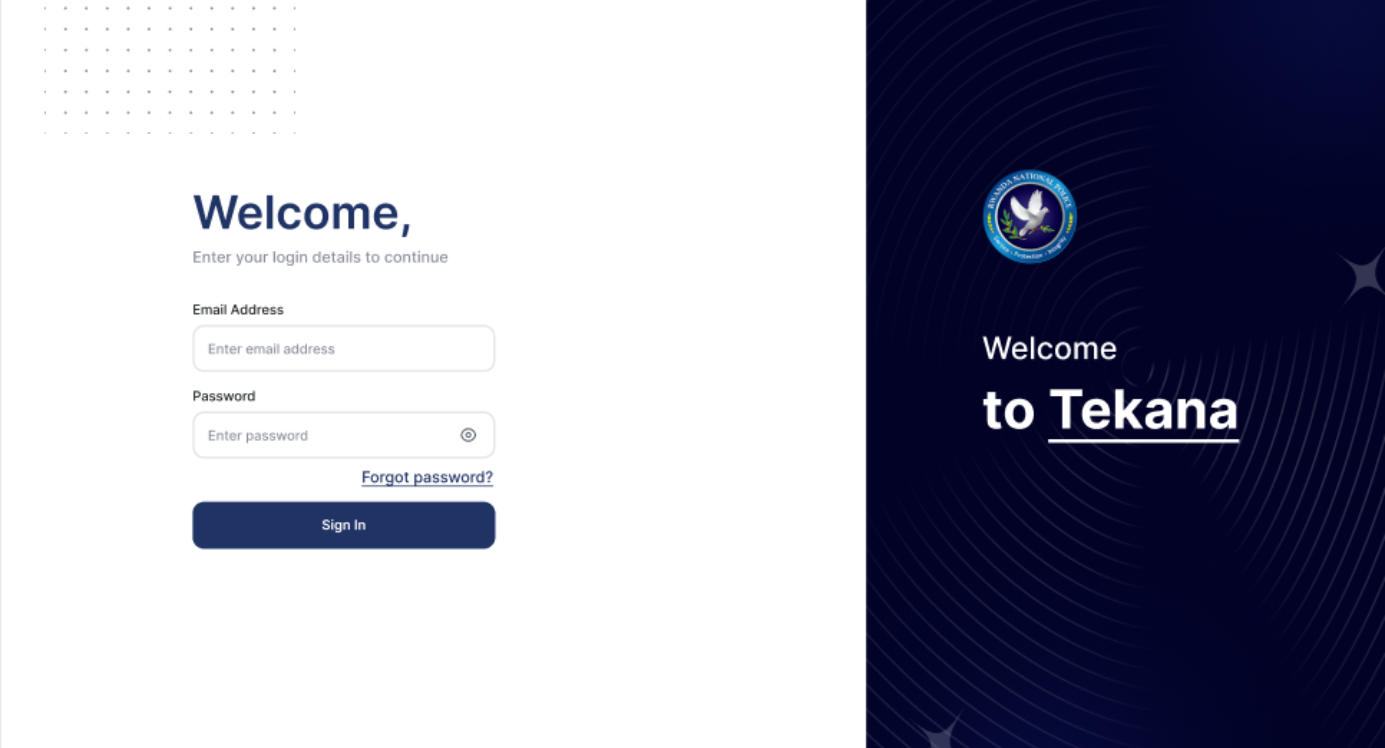 Welcome,
Enter your login details to continue
Email Address
Enter email address
Password
Enter password
Forgot password?
Sign In
RWANDA NATIONAL POLICE
Service - Protection - Integrity
Welcome
to Tekana